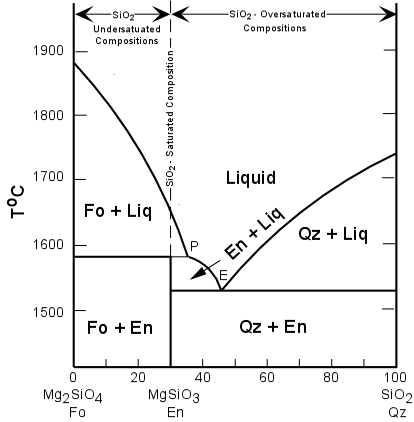 SiO2
Undersatuated
Compositions
SiO2 - Oversaturated
Compositions
SiO2 - Saturated Composition
1900
1800
1700
1600
1500
T°C
Liquid
Fo + Liq
P
En + Liq
Qz + Liq
E
Fo + En
Qz + En
0
20
40
60
80
100
Mg2SiO4
MgSiO3
SiO2
Fo
En
Qz